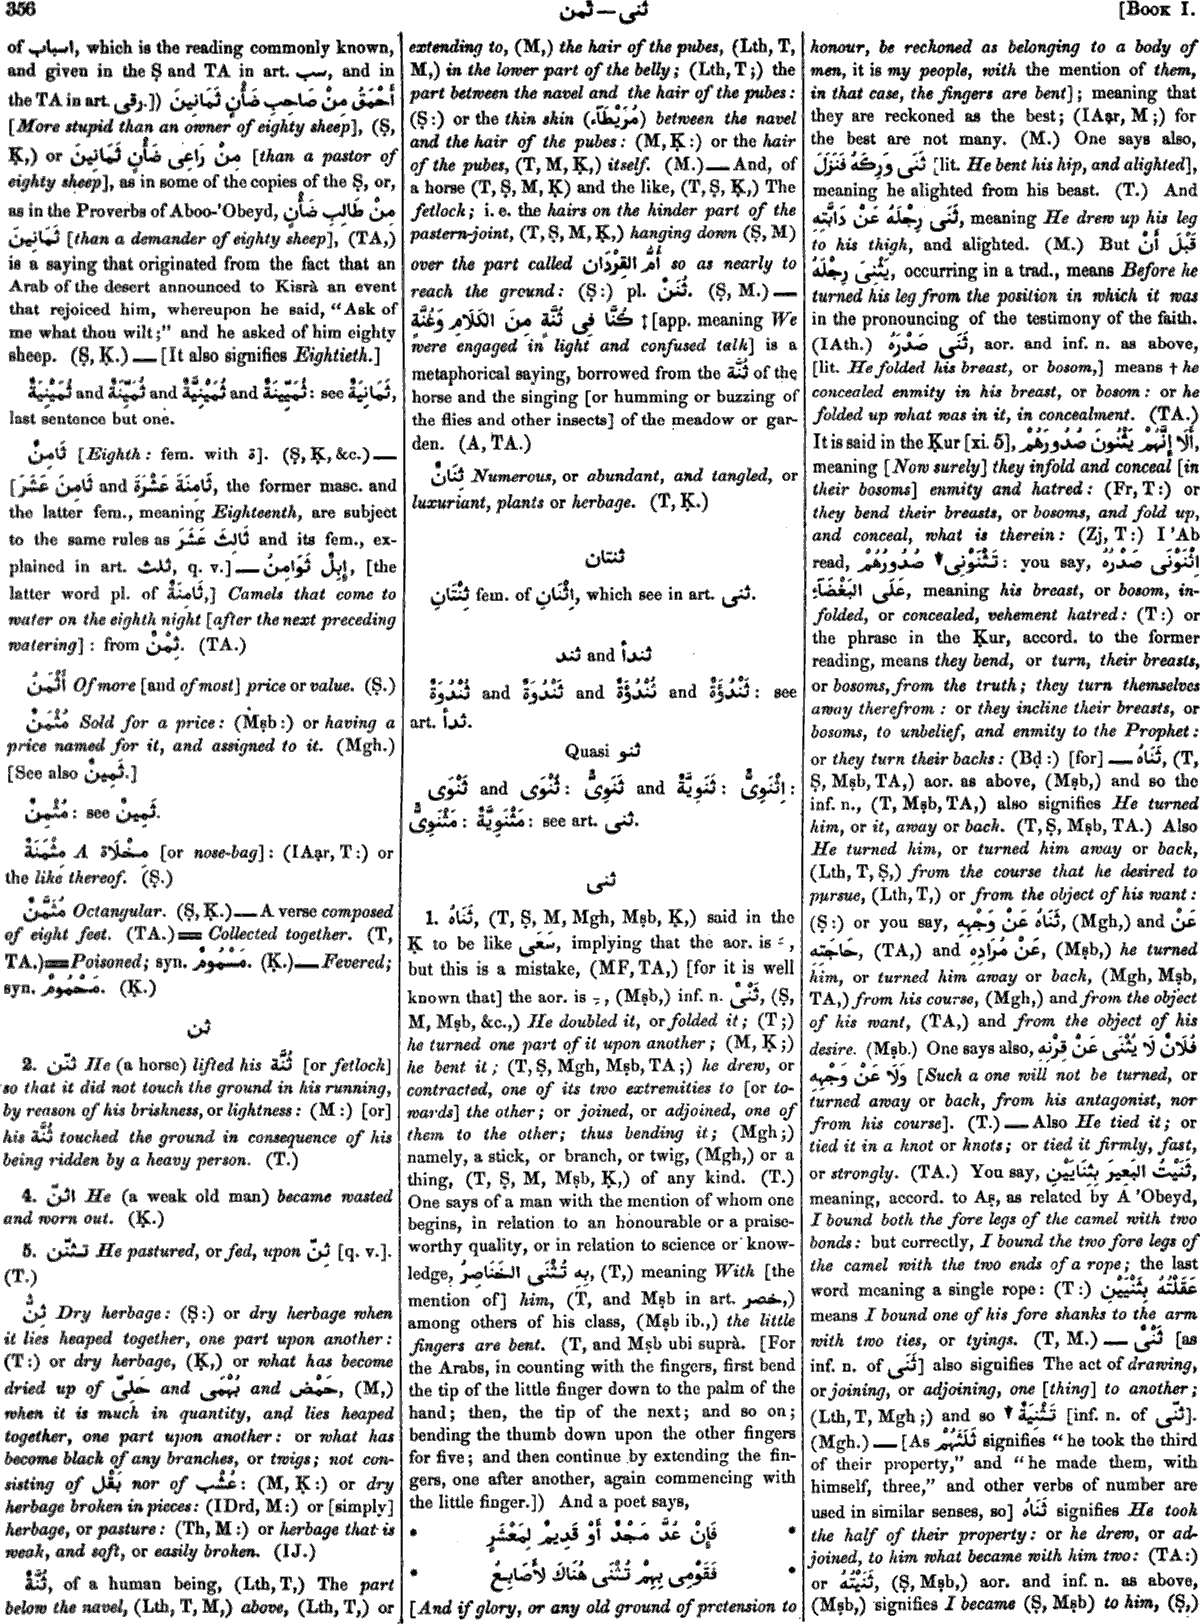 356
ثنى — ثمن
[Book I.
of اسباب, which is the reading commonly known,
and given in the Ṣ and TA in art. سب, and in
the TA in art. رقى.]) أَحْمَقُ مِنْ صَاحِبِ ضَأْنٍ ثَمَانِينَ
[More stupid than an owner of eighty sheep], (Ṣ,
Ḳ,) or مِنْ رَاعِى ضَأْنٍ ثَمَانِينَ [than a pastor of
eighty sheep], as in some of the copies of the Ṣ, or,
as in the Proverbs of Aboo-'Obeyd, مِنْ طَالِبِ ضَأْنٍ
ثَمَانِينَ [than a demander of eighty sheep], (TA,)
is a saying that originated from the fact that an
Arab of the desert announced to Kisrà an event
that rejoiced him, whereupon he said, "Ask of
me what thou wilt;" and he asked of him eighty
sheep. (Ṣ, Ḳ.) — [It also signifies Eightieth.]
ثُمَيِّنَةٌ and ثُمَيْنِيَّةٌ and ثُمَيِّنَةٌ and ثُمَيْنِيَةٌ : see ثَمَانِيَةٌ,
last sentence but one.
ثَامِنٌ [Eighth: fem. with ة]. (Ṣ, Ḳ, &c.) —
[ثَامِنَ عَشَرَ and ثَامِنَةَ عَشْرَةَ, the former masc. and
the latter fem., meaning Eighteenth, are subject
to the same rules as ثَالِثَ عَشَرَ and its fem., ex-
plained in art. ثلث, q. v.] — إِبِلٌ ثَوَامِنُ, [the
latter word pl. of ثَامِنَةٌ,] Camels that come to
water on the eighth night [after the next preceding
watering]: from ثِمْنٌ. (TA.)
أَثْمَنُ Of more [and of most] price or value. (Ṣ.)
مُثْمَنٌ Sold for a price: (Mṣb:) or having a
price named for it, and assigned to it. (Mgh.)
[See also ثَمِينٌ.]
مُثْمِنٌ : see ثَمِينٌ.
مِثْمَنَةٌ A مِخْلَاة [or nose-bag]: (IAạr, T:) or
the like thereof. (Ṣ.)
مُثَمَّنٌ Octangular. (Ṣ, Ḳ.) — A verse composed
of eight feet. (TA.) = Collected together. (T,
TA.) = Poisoned; syn. مَسْمُومٌ. (Ḳ.) — Fevered;
syn. مَحْمُومٌ. (Ḳ.)
ثن
2. ثنّن He (a horse) lifted his ثُنَّة [or fetlock]
so that it did not touch the ground in his running,
by reason of his briskness, or lightness: (M:) [or]
his ثُنَّة touched the ground in consequence of his
being ridden by a heavy person. (T.)
4. اثنّ He (a weak old man) became wasted
and worn out. (Ḳ.)
5. تثنّن He pastured, or fed, upon ثِنّ [q. v.].
(T.)
ثِنٌّ Dry herbage: (Ṣ:) or dry herbage when
it lies heaped together, one part upon another:
(T:) or dry herbage, (Ḳ,) or what has become
dried up of حَلِىّ and بُهْمَى and حَمْض, (M,)
when it is much in quantity, and lies heaped
together, one part upon another: or what has
become black of any branches, or twigs; not con-
sisting of بَقْل nor of عُشْب: (M, Ḳ:) or dry
herbage broken in pieces: (IDrd, M:) or [simply]
herbage, or pasture: (Th, M:) or herbage that is
weak, and soft, or easily broken. (IJ.)
ثُنَّةٌ, of a human being, (Lth, T,) The part
below the navel, (Lth, T, M,) above, (Lth, T,) or
extending to, (M,) the hair of the pubes, (Lth, T,
M,) in the lower part of the belly; (Lth, T;) the
part between the navel and the hair of the pubes:
(Ṣ:) or the thin skin (مُرَيْطَآء) between the navel
and the hair of the pubes: (M, Ḳ:) or the hair
of the pubes, (T, M, Ḳ,) itself. (M.) — And, of
a horse (T, Ṣ, M, Ḳ) and the like, (T, Ṣ, Ḳ,) The
fetlock; i. e. the hairs on the hinder part of the
pastern-joint, (T, Ṣ, M, Ḳ,) hanging down (Ṣ, M)
over the part called أُمُّ القِرْدَان so as nearly to
reach the ground: (Ṣ:) pl. ثُنَنٌ. (Ṣ, M.) —
كُنَّا فِى ثُنَّةٍ مِنَ الكَلَامِ وَغُنَّةٍ ‡ [app. meaning We
were engaged in light and confused talk] is a
metaphorical saying, borrowed from the ثُنَّة of the
horse and the singing [or humming or buzzing of
the flies and other insects] of the meadow or gar-
den. (A, TA.)
ثِنَانٌ Numerous, or abundant, and tangled, or
luxuriant, plants or herbage. (T, Ḳ.)
ثنتان
ثِنْتَانِ fem. of اِثْنَانِ, which see in art. ثنى.
ثند and ثندأ
ثَنْدُوَةٌ and ثُنْدُوَةٌ and ثُنْدُؤَةٌ and ثَنْدُؤَةٌ : see
art. ثدأ.
Quasi ثنو
ثَنْوَى and ثُنْوَى : ثَنَوِىٌّ and ثَنَوِيَّةٌ : اِثْنَوِىٌّ :
مَثْنَوِىٌّ : مَثْنَوِيَّةٌ : see art. ثنى.
ثنى
1. ثَنَاهُ, (T, Ṣ, M, Mgh, Mṣb, Ḳ,) said in the
Ḳ to be like سَعَى, implying that the aor. is ـَ,
but this is a mistake, (MF, TA,) [for it is well
known that] the aor. is ـِ, (Mṣb,) inf. n. ثَنْىٌ, (Ṣ,
M, Mṣb, &c.,) He doubled it, or folded it; (T;)
he turned one part of it upon another; (M, Ḳ;)
he bent it; (T, Ṣ, Mgh, Mṣb, TA;) he drew, or
contracted, one of its two extremities to [or to-
wards] the other; or joined, or adjoined, one of
them to the other; thus bending it; (Mgh;)
namely, a stick, or branch, or twig, (Mgh,) or a
thing, (T, Ṣ, M, Mṣb, Ḳ,) of any kind. (T.)
One says of a man with the mention of whom one
begins, in relation to an honourable or a praise-
worthy quality, or in relation to science or know-
ledge, بِهِ تُثْنَى الخَنَاصِرُ, (T,) meaning With [the
mention of] him, (T, and Mṣb in art. خصر,)
among others of his class, (Mṣb ib.,) the little
fingers are bent. (T, and Mṣb ubi suprà. [For
the Arabs, in counting with the fingers, first bend
the tip of the little finger down to the palm of the
hand; then, the tip of the next; and so on;
bending the thumb down upon the other fingers
for five; and then continue by extending the fin-
gers, one after another, again commencing with
the little finger.]) And a poet says,
* فَإِنْ عُدَّ مَجْدٌ أَوْ قَدِيمٌ لِمَعْشَرٍ *
* فَقَوْمِى بِهِمْ تُثْنَى هُنَاكَ الأَصَابِعُ *
[And if glory, or any old ground of pretension to
honour, be reckoned as belonging to a body of
men, it is my people, with the mention of them,
in that case, the fingers are bent]; meaning that
they are reckoned as the best; (IAạr, M;) for
the best are not many. (M.) One says also,
ثَنَى وَرِكَهُ فَنَزَلَ [lit. He bent his hip, and alighted],
meaning he alighted from his beast. (T.) And
ثَنَى رِجْلَهُ عَنْ دَابَّتِهِ, meaning He drew up his leg
to his thigh, and alighted. (M.) But قَبْلَ أَنْ
يَثْنِىَ رِجْلَهُ, occurring in a trad., means Before he
turned his leg from the position in which it was
in the pronouncing of the testimony of the faith.
(IAth.) ثَنَى صَدْرَهُ, aor. and inf. n. as above,
[lit. He folded his breast, or bosom,] means † he
concealed enmity in his breast, or bosom: or he
folded up what was in it, in concealment. (TA.)
It is said in the Ḳur [xi. 5], أَلَا إِنَّهُمْ يَثْنُونَ صُدُورَهُمْ,
meaning [Now surely] they infold and conceal [in
their bosoms] enmity and hatred: (Fr, T:) or
they bend their breasts, or bosoms, and fold up,
and conceal, what is therein: (Zj, T:) I 'Ab
read, تَثْنَوْنِى ▼ صُدُورُهُمْ : you say, اِثْنَوْنَى صَدْرُهُ
عَلَى البَغْضَآءِ, meaning his breast, or bosom, in-
folded, or concealed, vehement hatred: (T:) or
the phrase in the Ḳur, accord. to the former
reading, means they bend, or turn, their breasts,
or bosoms, from the truth; they turn themselves
away therefrom: or they incline their breasts, or
bosoms, to unbelief, and enmity to the Prophet:
or they turn their backs: (Bḍ:) [for] — ثَنَاهُ, (T,
Ṣ, Mṣb, TA,) aor. as above, (Mṣb,) and so the
inf. n., (T, Mṣb, TA,) also signifies He turned
him, or it, away or back. (T, Ṣ, Mṣb, TA.) Also
He turned him, or turned him away or back,
(Lth, T, Ṣ,) from the course that he desired to
pursue, (Lth, T,) or from the object of his want:
(Ṣ:) or you say, ثَنَاهُ عَنْ وَجْهِهِ, (Mgh,) and عَنْ
حَاجَتِهِ, (TA,) and عَنْ مُرَادِهِ, (Mṣb,) he turned
him, or turned him away or back, (Mgh, Mṣb,
TA,) from his course, (Mgh,) and from the object
of his want, (TA,) and from the object of his
desire. (Mṣb.) One says also, فُلَانٌ لَا يُثْنَى عَنْ قِرْنِهِ
وَلَا عَنْ وَجْهِهِ [Such a one will not be turned, or
turned away or back, from his antagonist, nor
from his course]. (T.) — Also He tied it; or
tied it in a knot or knots; or tied it firmly, fast,
or strongly. (TA.) You say, ثَنَيْتُ البَعِيرَ بِثِنَايَيْنِ,
meaning, accord. to Aṣ, as related by A 'Obeyd,
I bound both the fore legs of the camel with two
bonds: but correctly, I bound the two fore legs of
the camel with the two ends of a rope; the last
word meaning a single rope: (T:) عَقَلْتُهُ بِثِنْيَيْنِ
means I bound one of his fore shanks to the arm
with two ties, or tyings. (T, M.) — ثَنْىٌ [as
inf. n. of ثَنَى] also signifies The act of drawing,
or joining, or adjoining, one [thing] to another;
(Lth, T, Mgh;) and so ▼ تَثْنِيَةٌ [inf. n. of ثنّى].
(Mgh.) — [As ثَلَثَهُمْ signifies "he took the third
of their property," and "he made them, with
himself, three," and other verbs of number are
used in similar senses, so] ثَنَاهُ signifies He took
the half of their property: or he drew, or ad-
joined, to him what became with him two: (TA:)
or ثَنَيْتُهُ, (Ṣ, Mṣb,) aor. and inf. n. as above,
(Mṣb,) signifies I became (Ṣ, Mṣb) to him, (Ṣ,)